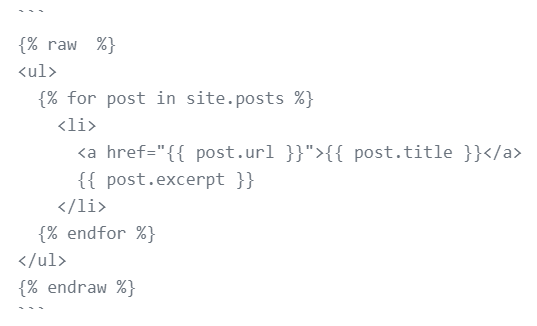 ```
{% raw  %}
<ul>
  {% for post in site.posts %}
    <li>
      <a href="{{ post.url }}">{{ post.title }}</a>
      {{ post.excerpt }}
    </li>
  {% endfor %}
</ul>
{% endraw %}
```